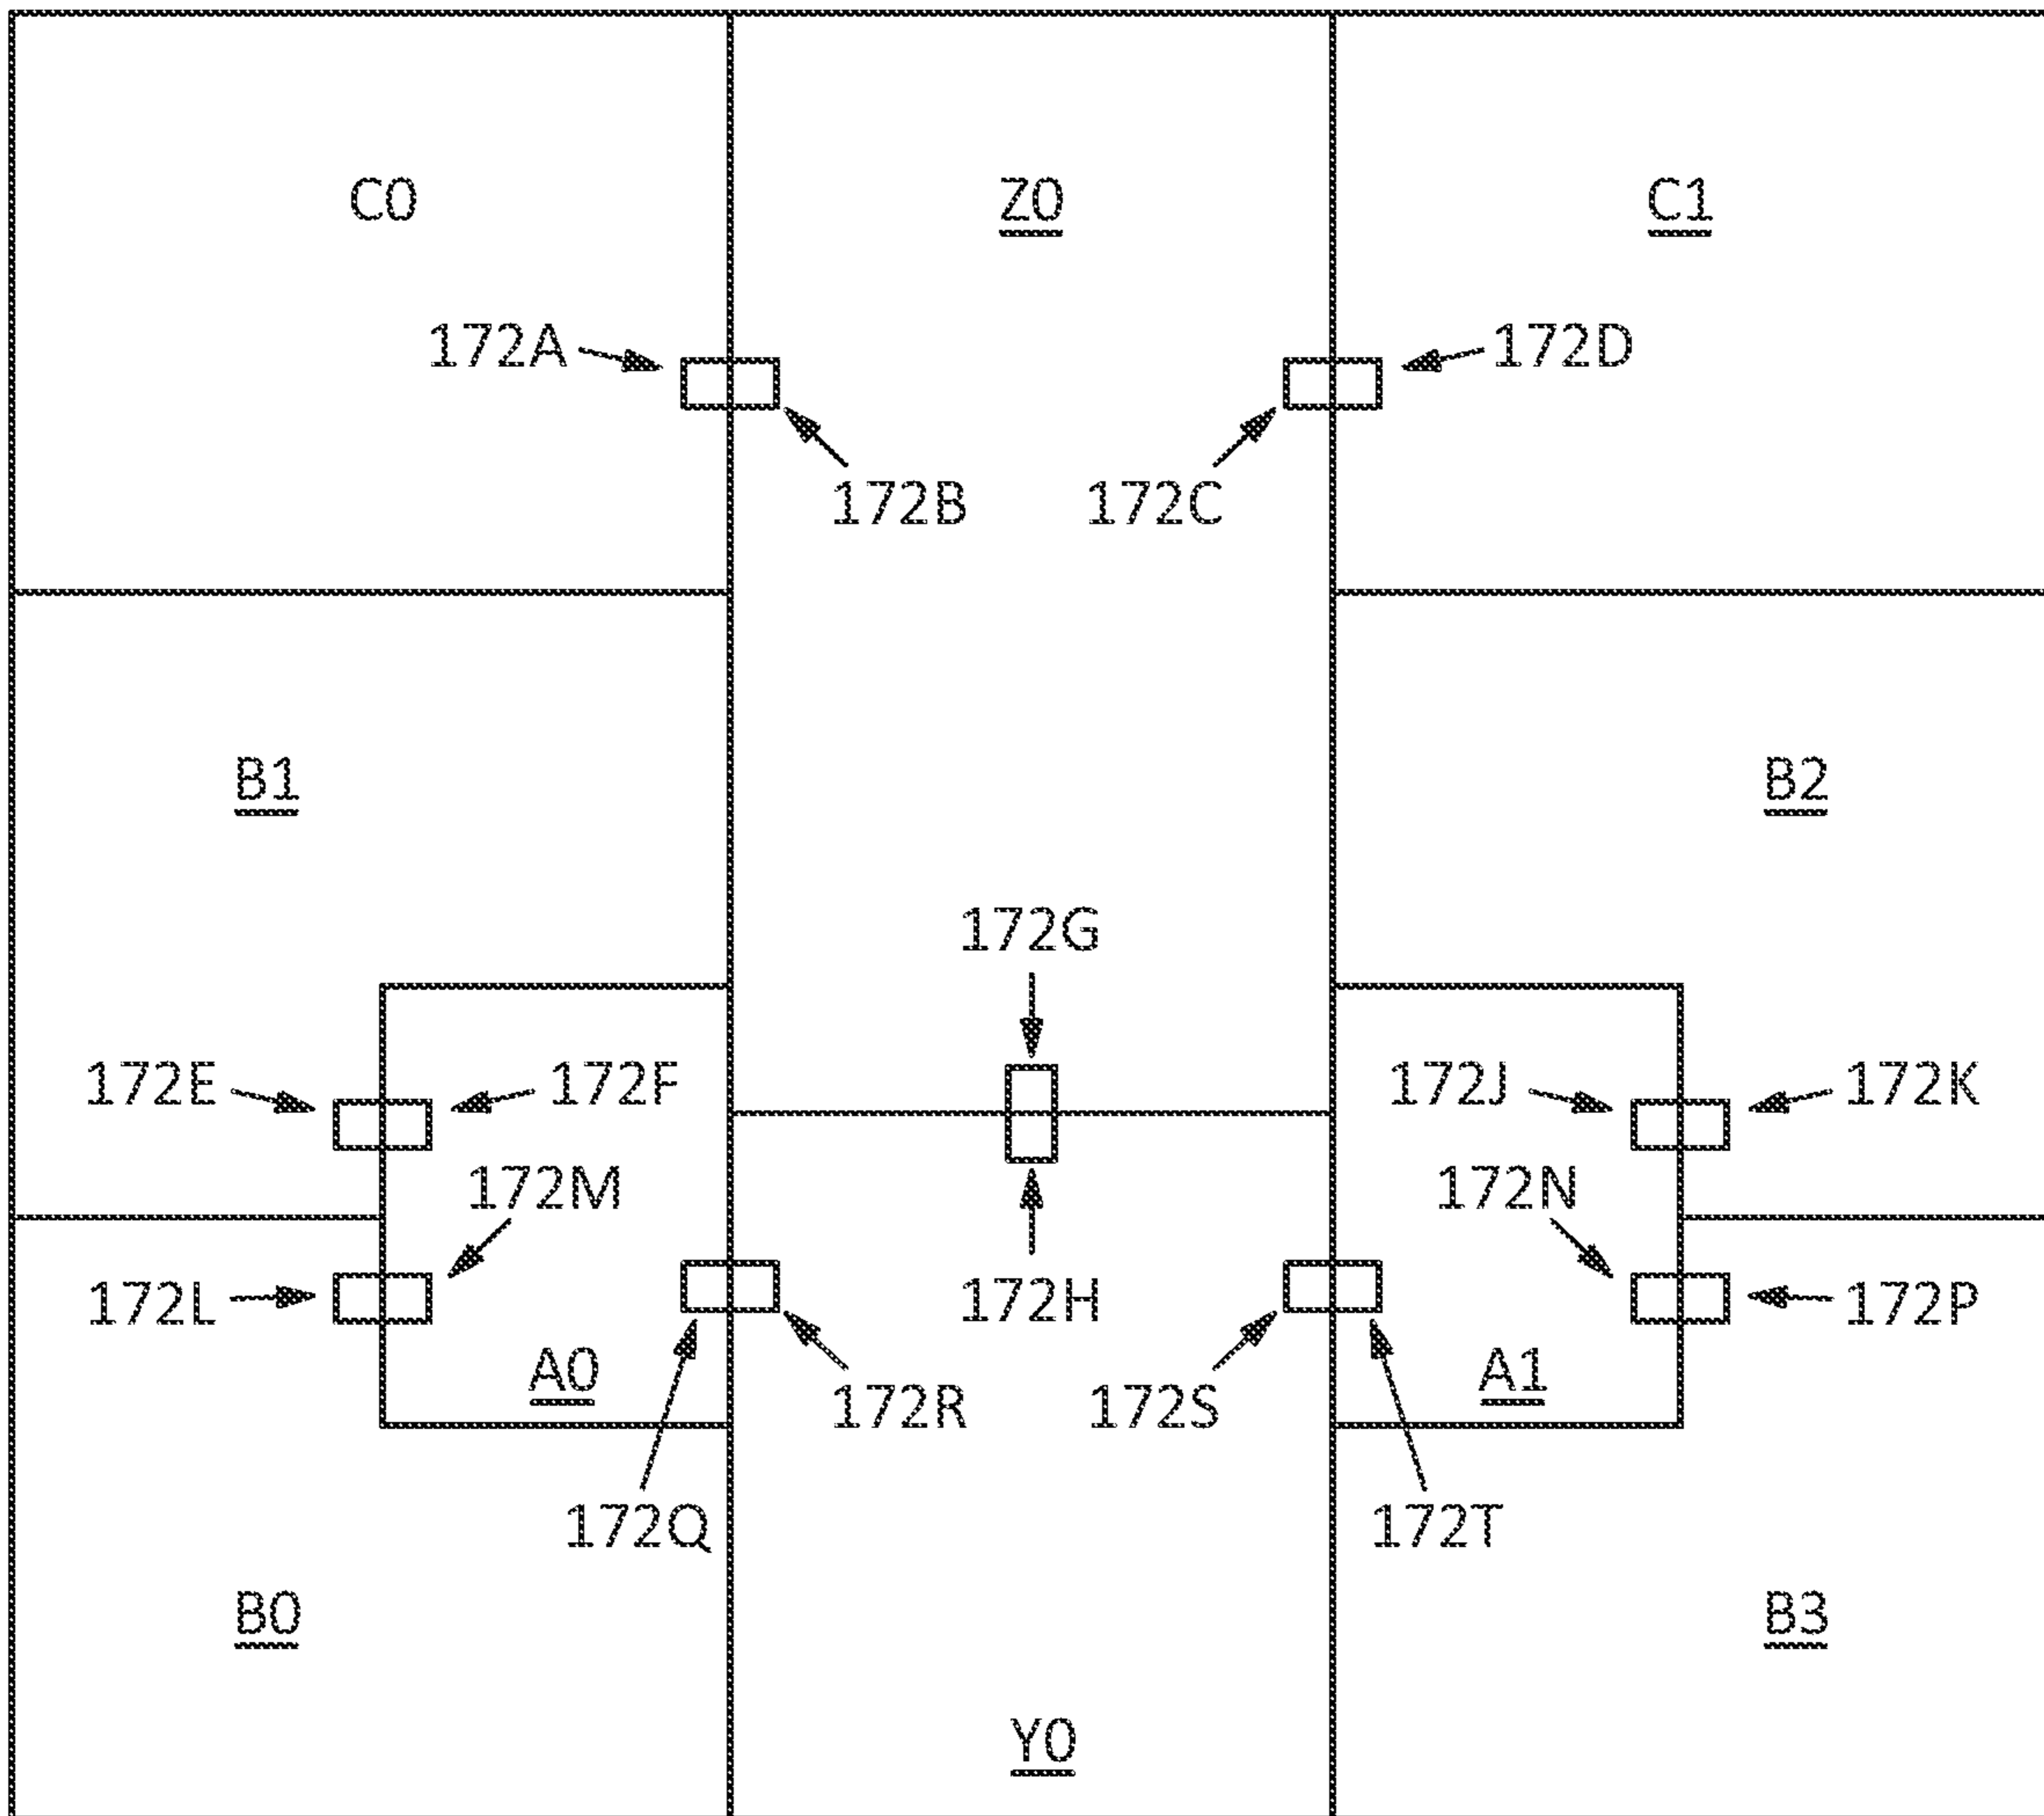 C0 Z0 C1
172A 172D
172B 172C
B1 B2
172G
172E 172F 172J 172K
172M 172N
172L 172H 172P
A0 A1
172R 172S
172Q 172T
B0 B3
Y0